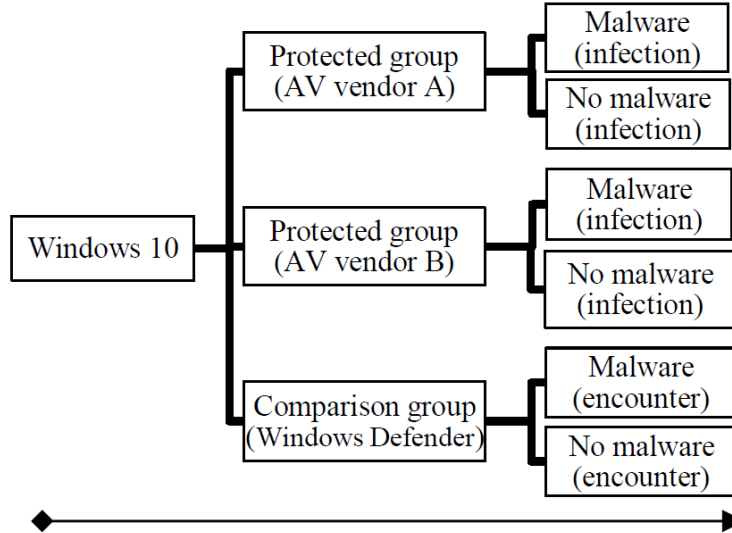 Windows 10
Protected group
(AV vendor A)
Malware
(infection)
No malware
(infection)
Protected group
(AV vendor B)
Malware
(infection)
No malware
(infection)
Comparison group
(Windows Defender)
Malware
(encounter)
No malware
(encounter)